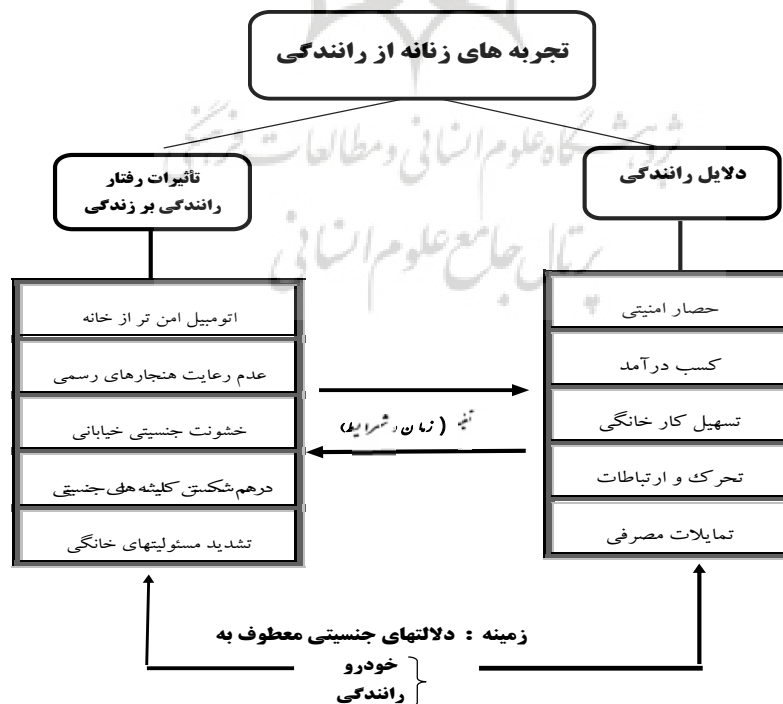 تجربه های زنانه از رانندگی
پژوهشگاه علوم انسانی و مطالعات فرهنگی
دلایل رانندگی
تأثیرات رفتار
رانندگی بر زندگی
پرتال جامع علوم انسانی
حصار امنیتی
کسب درآمد
تسهیل کار خانگی
تحرک و ارتباطات
تمایلات مصرفی
اتومبیل امن تر از خانه
عدم رعایت هنجارهای رسمی
خشونت جنسیتی خیابانی
درهم شکستن کلیشه های جنسیتی
تشدید مسئولیتهای خانگی
( زمان و شرایط)
زمینه : دلالتهای جنسیتی معطوف به
خودرو
رانندگی